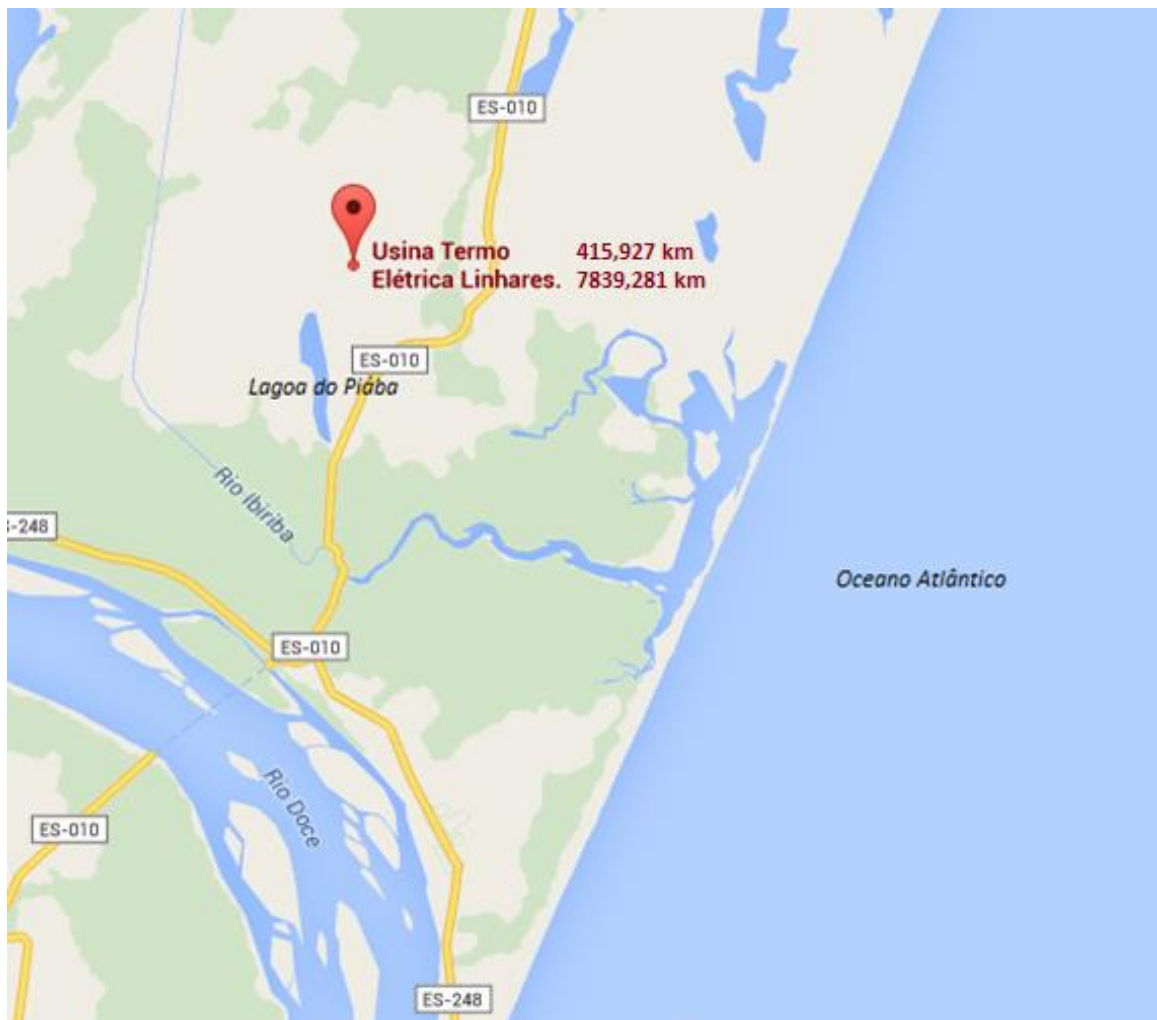 ES-010
Usina Termo 415,927 km
Elétrica Linhares. 7839,281 km
ES-010
Lagoa do Piába
Rio Ibiriba
-248
Oceano Atlântico
ES-010
Rio Doce
ES-010
ES-248